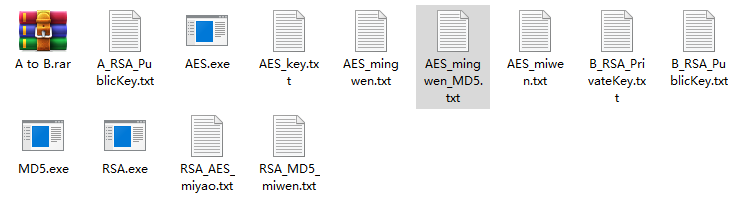 A to B.rar
A_RSA_Pu
blicKey.txt
AES.exe
AES_key.tx
t
AES_ming
wen.txt
AES_ming
wen_MD5.
txt
AES_miwe
n.txt
B_RSA_Pri
vateKey.tx
t
B_RSA_Pu
blicKey.txt
MD5.exe
RSA.exe
RSA_AES_
miyao.txt
RSA_MD5_
miwen.txt